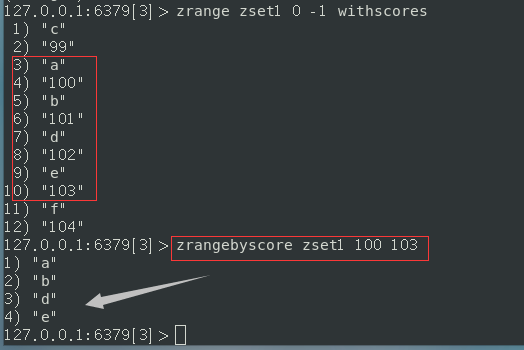 127.0.0.1:6379[3]> zrange zset1 0 -1 withscores
1) "c"
2) "99"
3) "a"
4) "100"
5) "b"
6) "101"
7) "d"
8) "102"
9) "e"
10) "103"
11) "f"
12) "104"
127.0.0.1:6379[3]> zrangebyscore zset1 100 103
1) "a"
2) "b"
3) "d"
4) "e"
127.0.0.1:6379[3]>